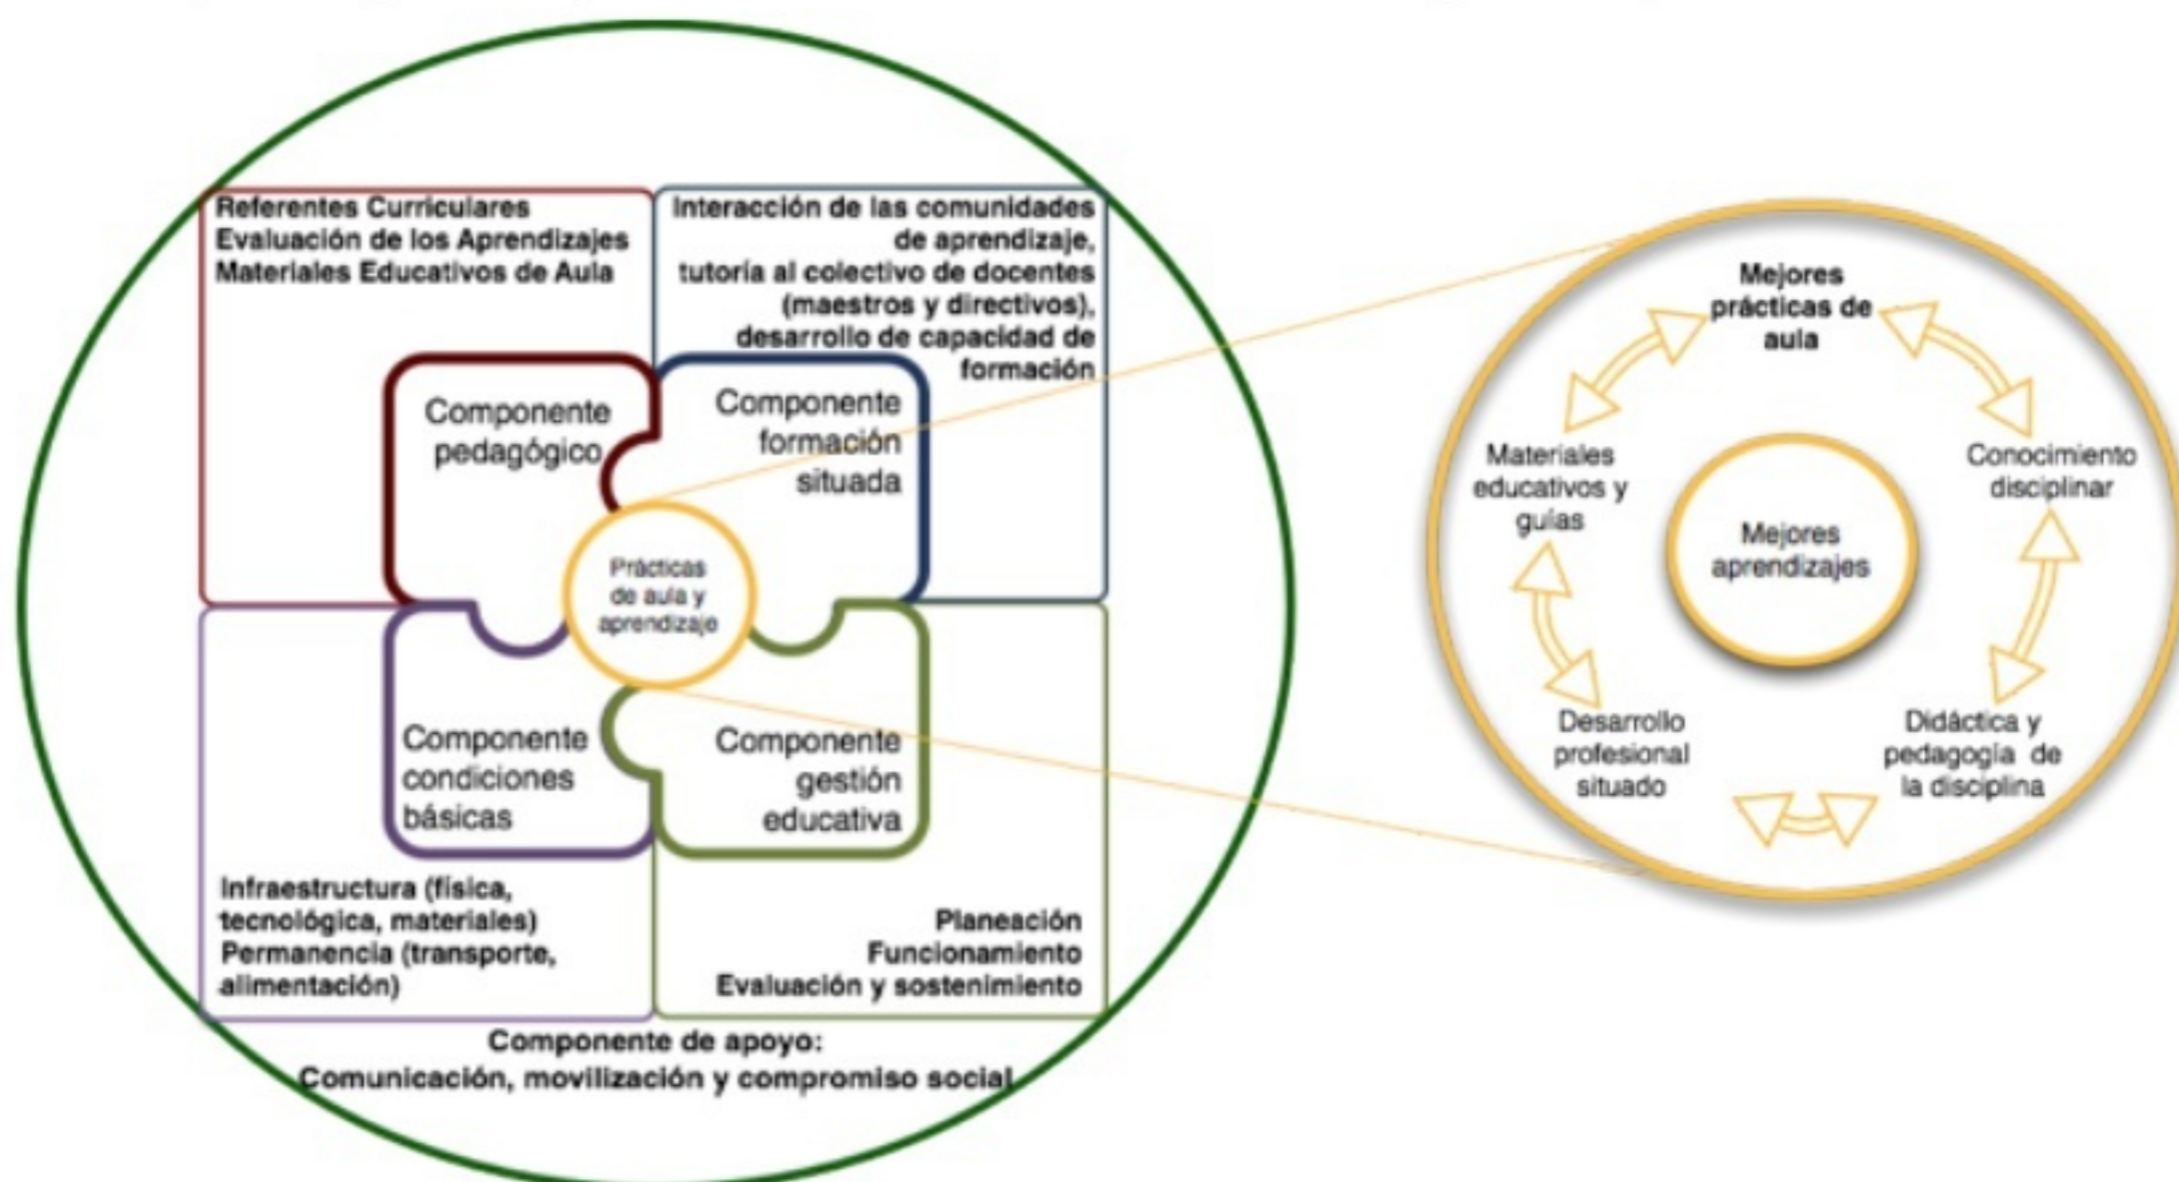 Referentes Curriculares
Evaluación de los Aprendizajes
Materiales Educativos de Aula
Interacción de las comunidades
de aprendizaje,
tutoría al colectivo de docentes
(maestros y directivos),
desarrollo de capacidad de
formación
Componente
pedagógico
Componente
formación
situada
Prácticas
de aula y
aprendizaje
Componente
condiciones
básicas
Componente
gestión
educativa
Infraestructura (física,
tecnológica, materiales)
Permanencia (transporte,
alimentación)
Planeación
Funcionamiento
Evaluación y sostenimiento
Componente de apoyo:
Comunicación, movilización y compromiso social
Mejores
prácticas de
aula
Materiales
educativos y
guías
Conocimiento
disciplinar
Mejores
aprendizajes
Desarrollo
profesional
situado
Didáctica y
pedagogía de
la disciplina